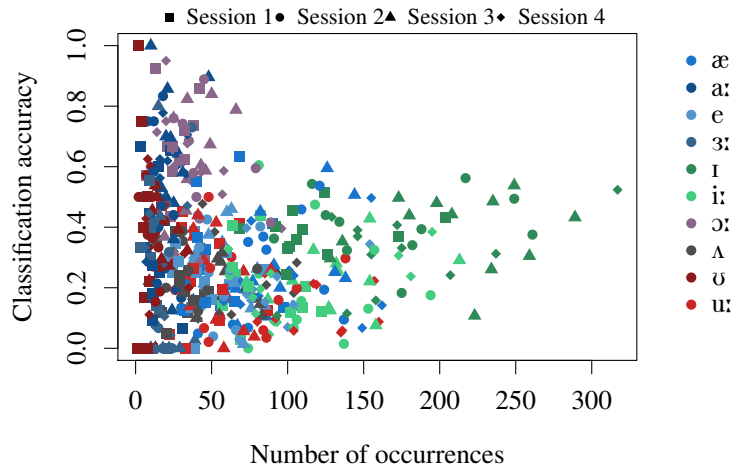 Session 1 Session 2 Session 3 Session 4
Classification accuracy
1.0
0.8
0.6
0.4
0.2
0.0
0 50 100 150 200 250 300
Number of occurrences
æ
aː
e
ɜː
ɪ
iː
ɔː
ʌ
ʊ
uː